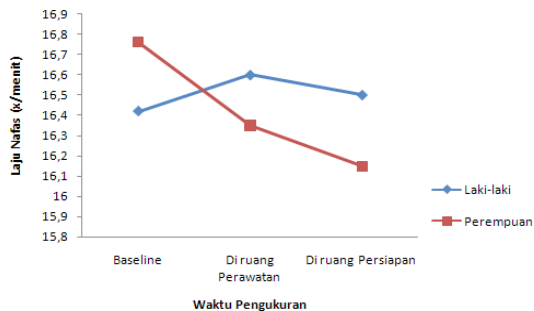 16,9
16,8
16,7
16,6
16,5
16,4
16,3
16,2
16,1
16
15,9
15,8
Laju Nafas (x/menit)
Baseline
Di ruang
Perawatan
Di ruang Persiapan
Waktu Pengukuran
Laki-laki
Perempuan